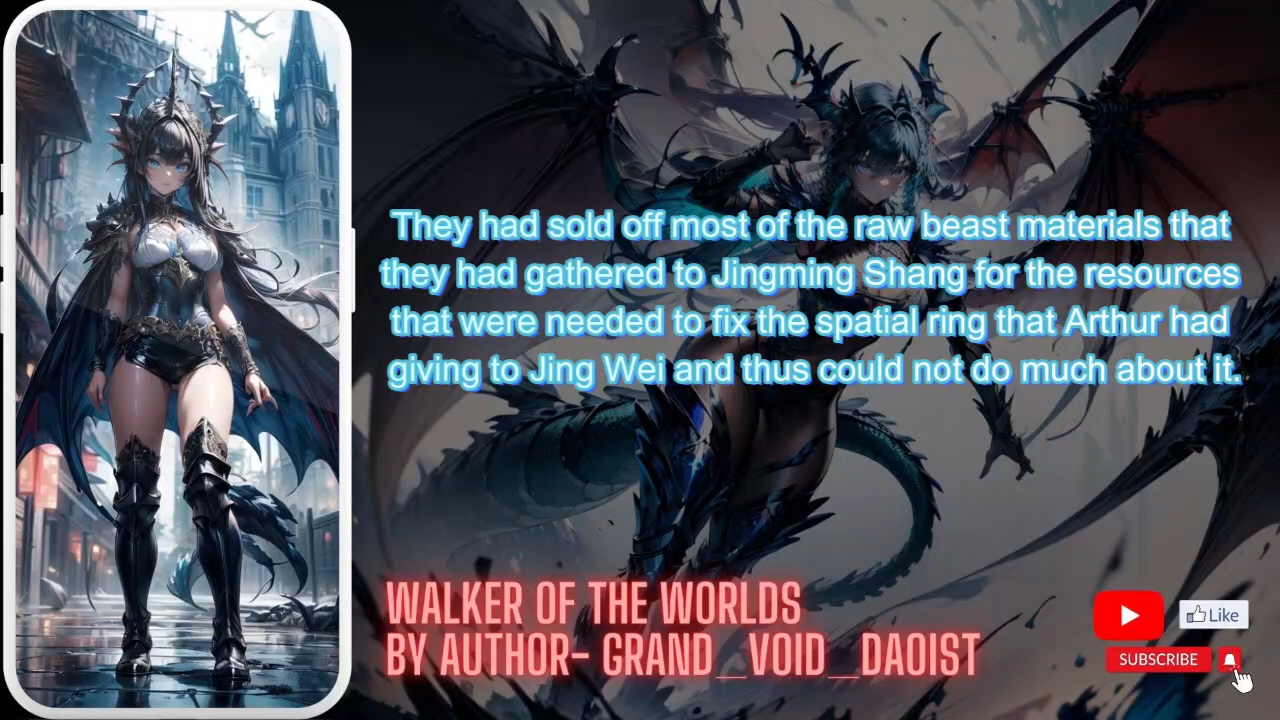 They had sold off most of the raw beast materials that
they had gathered to Jingming Shang for the resources
that were needed to fix the spatial ring that Arthur had
giving to Jing Wei and thus could not do much about it.
WALKER OF THE WORLDS
BY AUTHOR- GRAND_VOID_DAOIST
Like
SUBSCRIBE